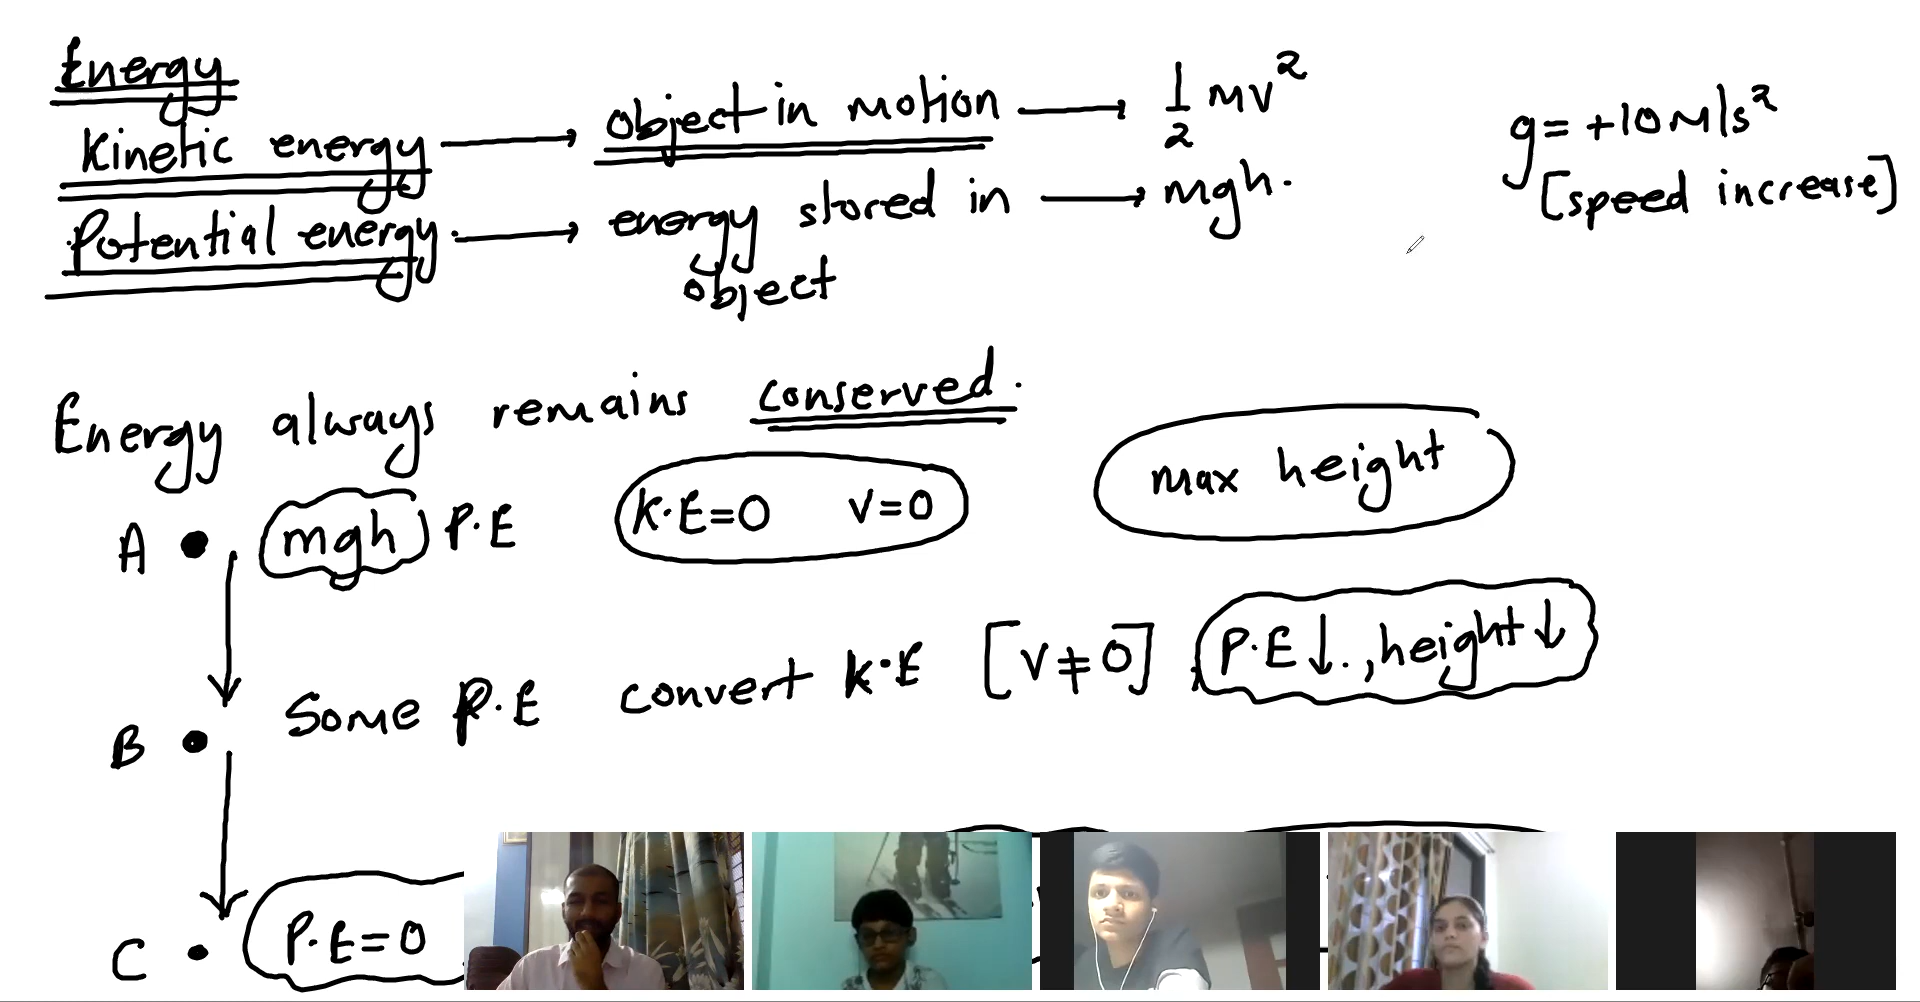 Energy
Kinetic energy → object in motion → 1/2 mv²
g = +10 m/s²
Potential energy. → energy stored in object → mgh.
[speed increase]
Energy always remains conserved.
A • mgh P.E K.E=0 V=0 max height
B • Some P.E convert K.E [V≠0], P.E↓., height↓
C • P.E=0